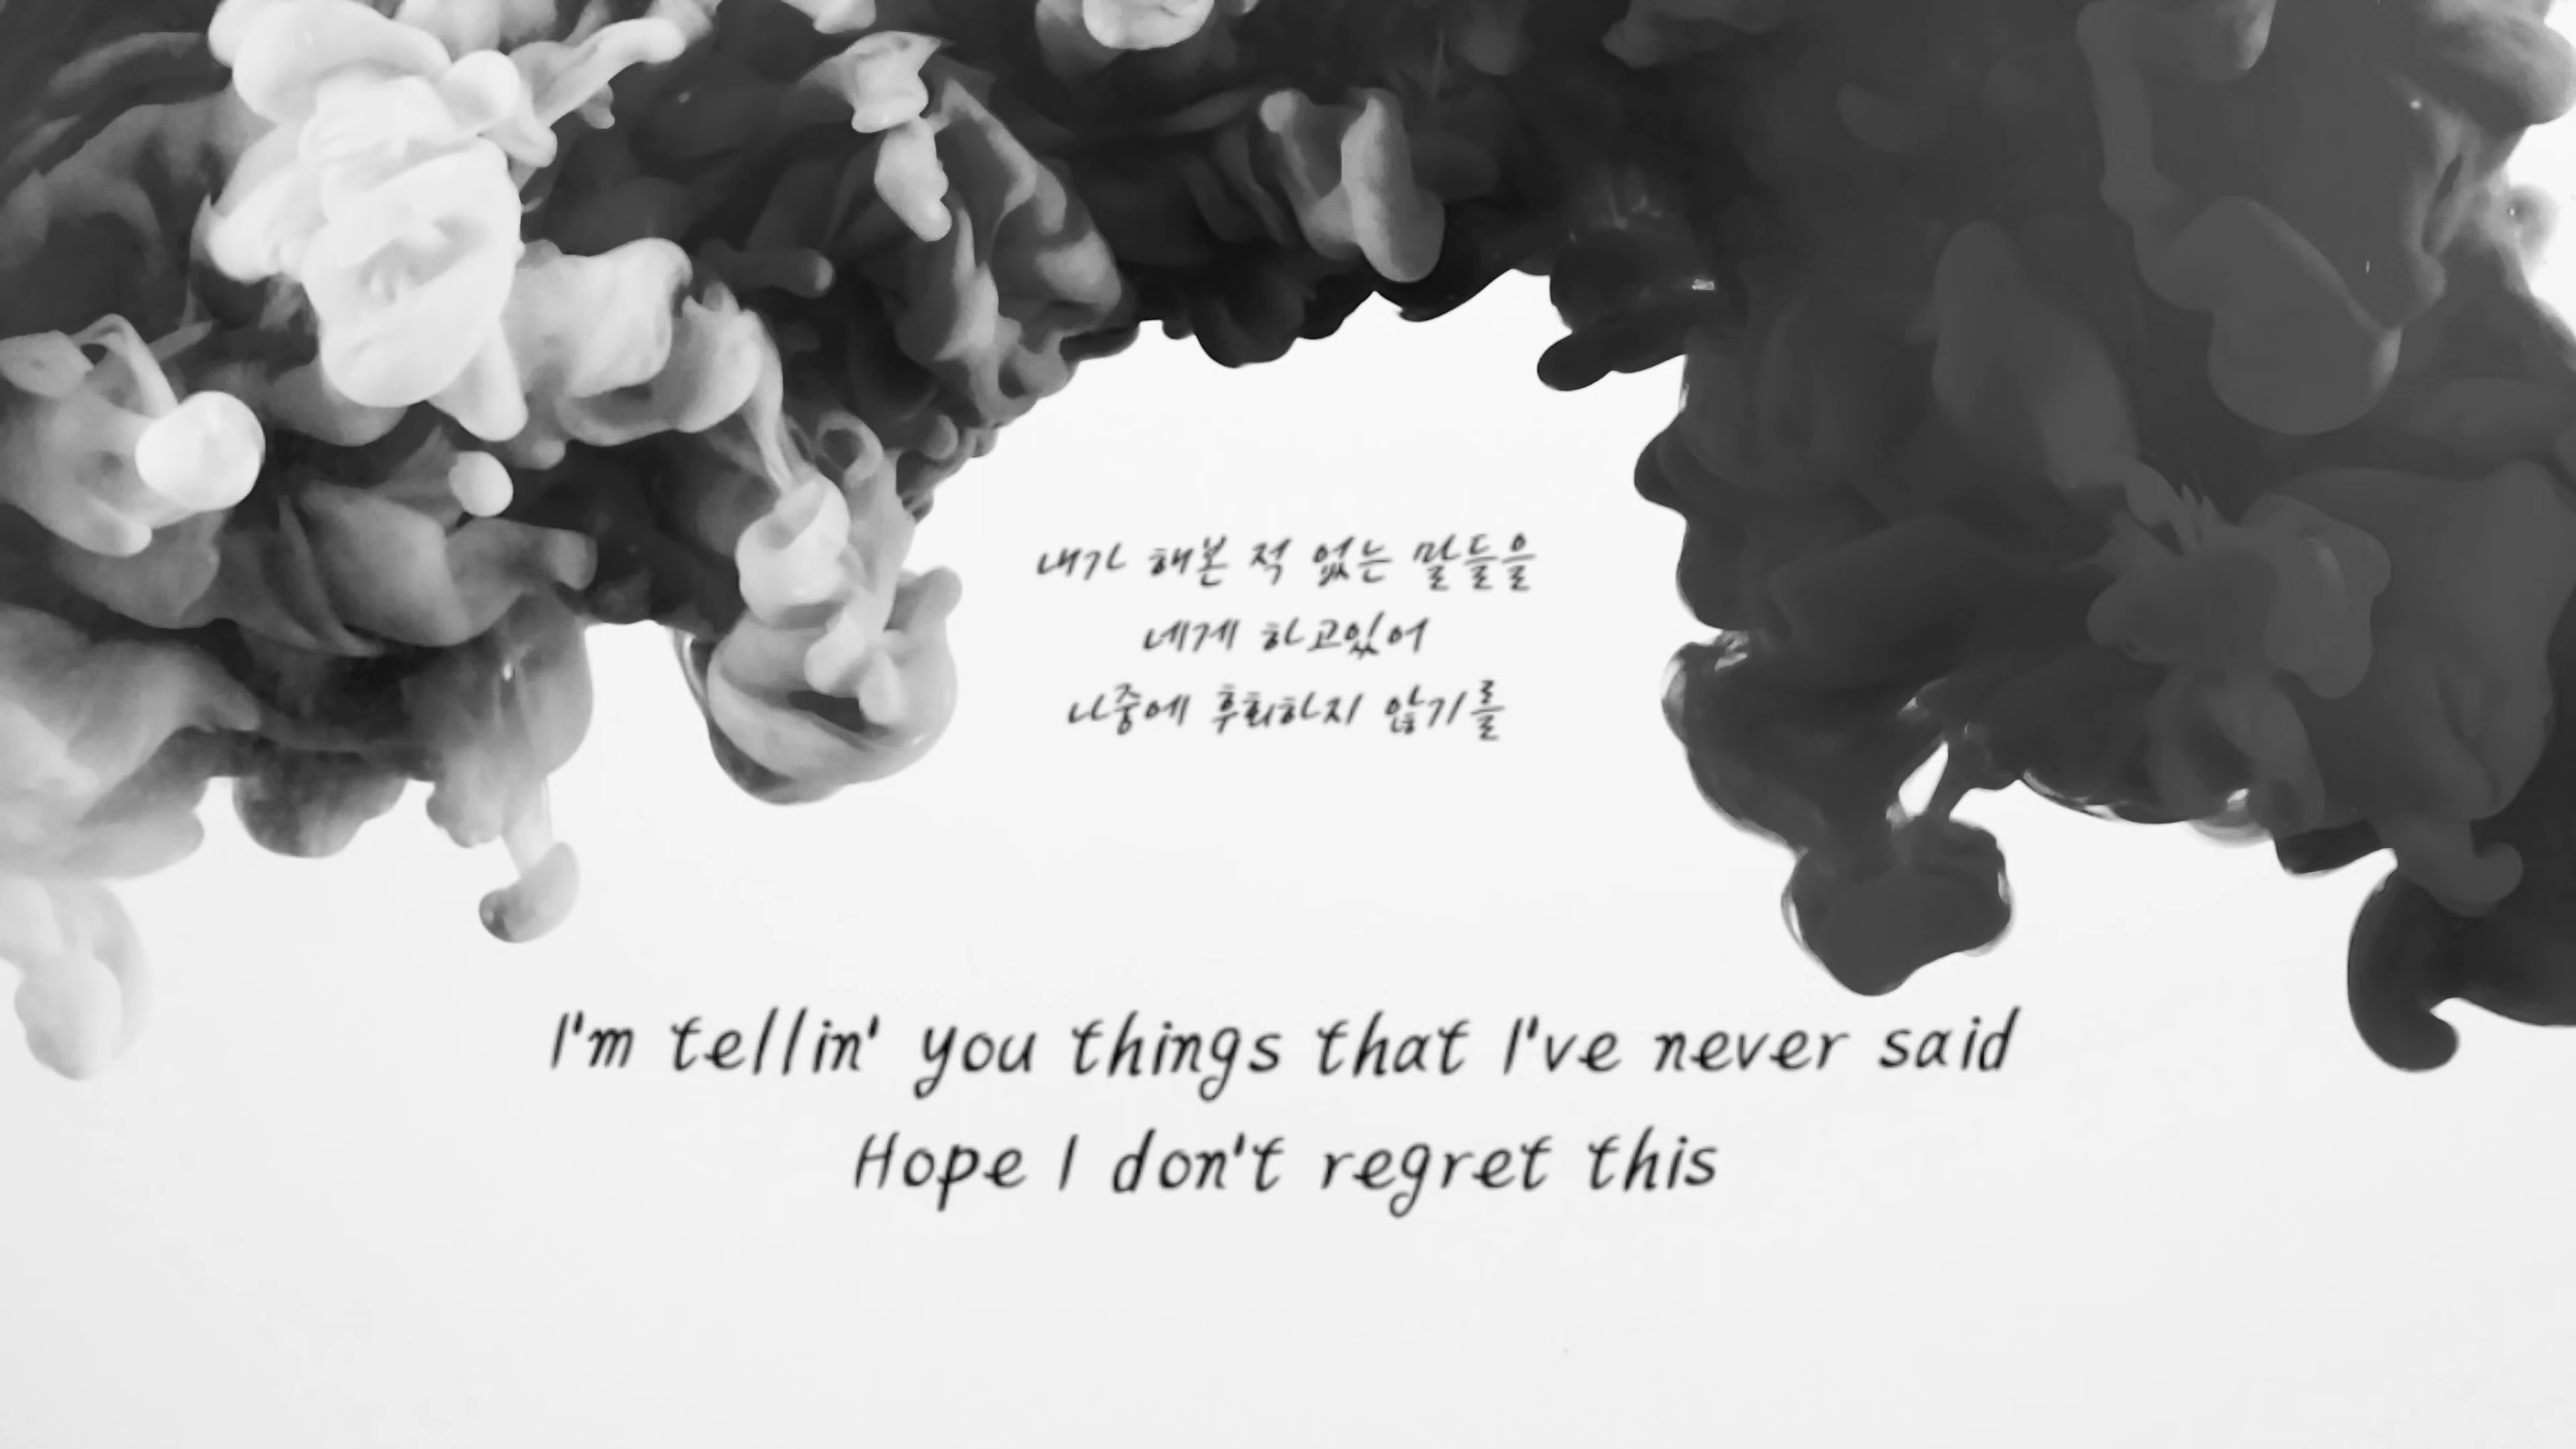 내가 해본 적 없는 말들을
네게 하고있어
나중에 후회하지 않기를
I'm tellin' you things that I've never said
Hope I don't regret this